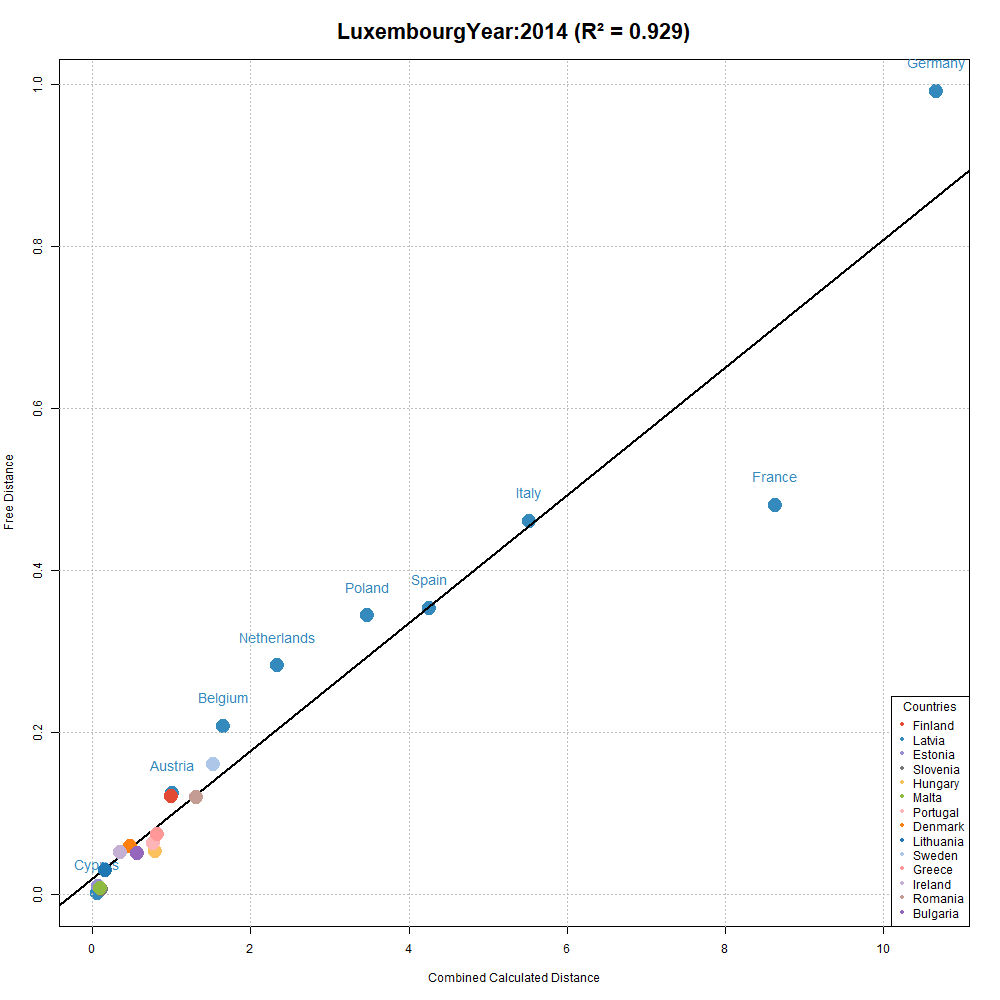 LuxembourgYear:2014 (R² = 0.929)
Germany
1.0
0.8
0.6
France
Italy
Free Distance
0.4
Spain
Poland
Netherlands
Belgium
0.2
Austria
Cyprus
0.0
Countries
Finland
Latvia
Estonia
Slovenia
Hungary
Malta
Portugal
Denmark
Lithuania
Sweden
Greece
Ireland
Romania
Bulgaria
0 2 4 6 8 10
Combined Calculated Distance